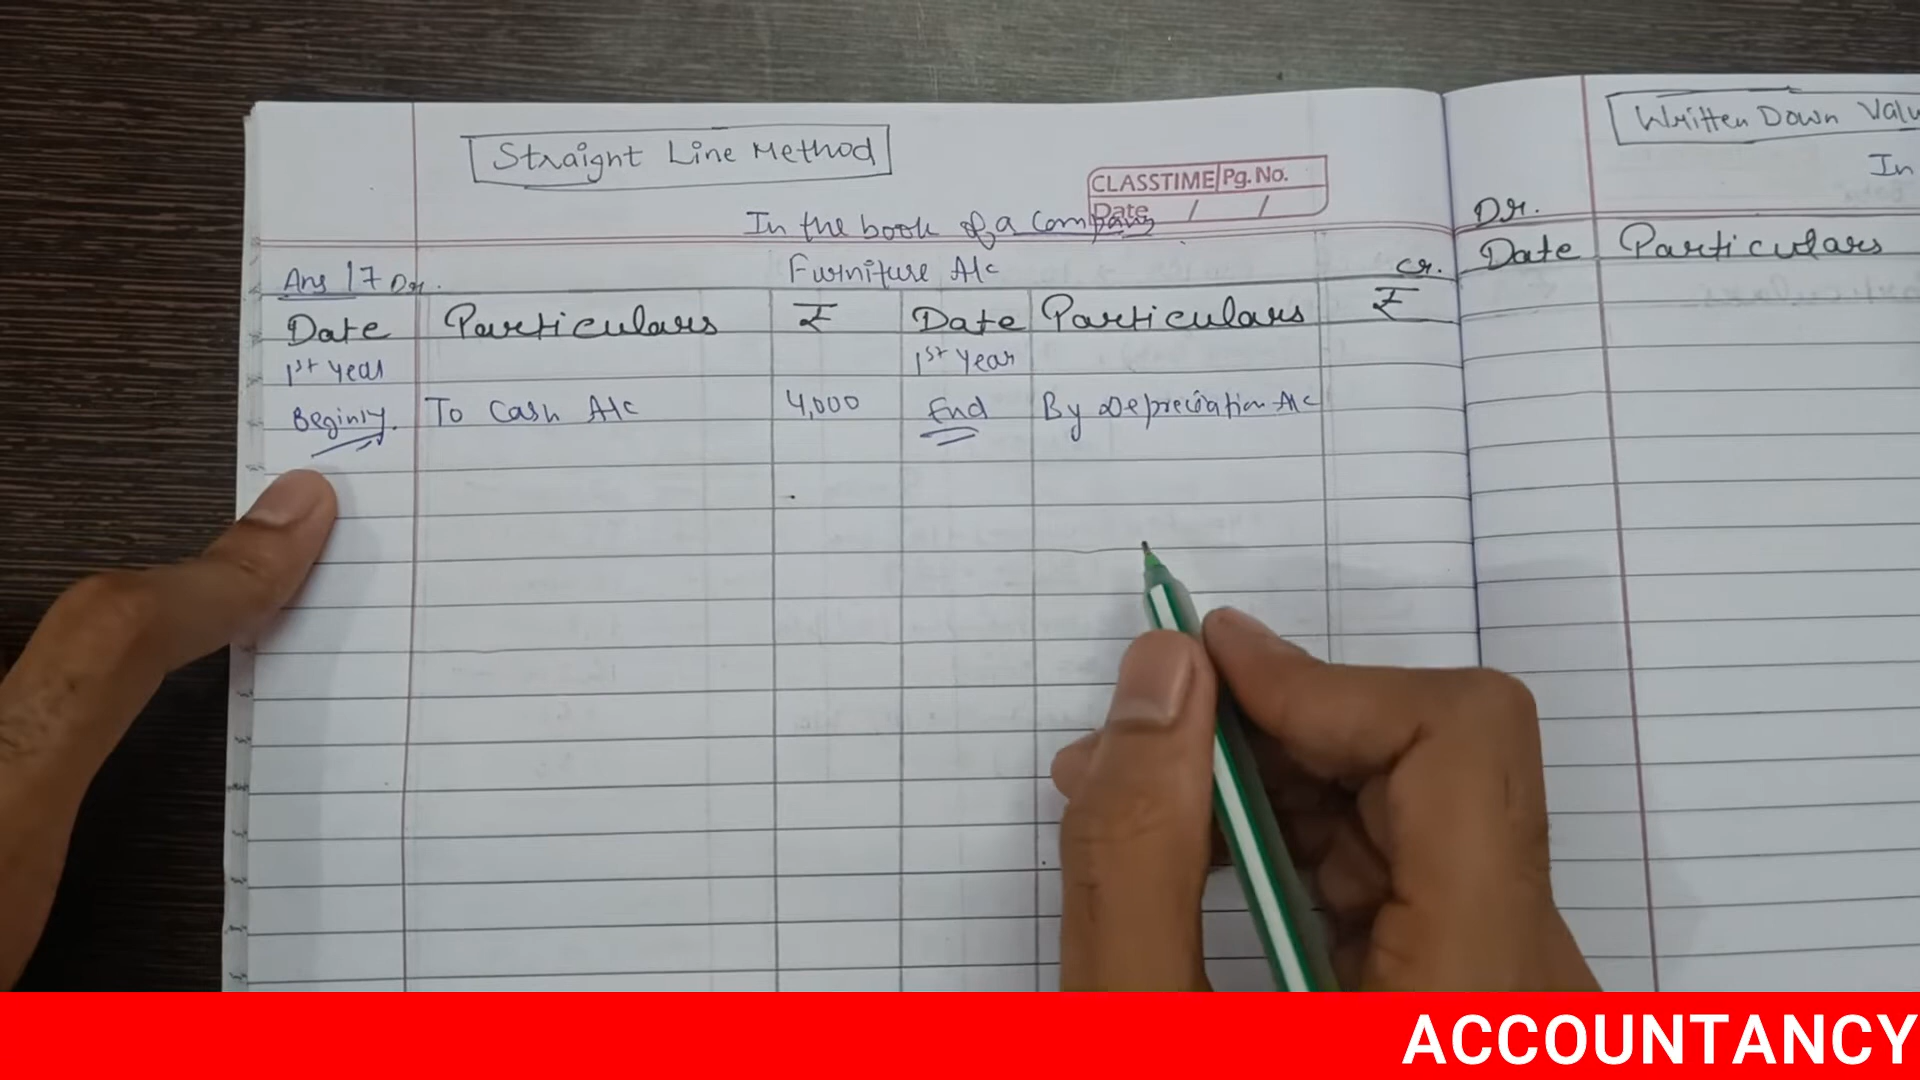 Straight Line Method
CLASSTIME Pg. No.
Date / /
In the book of a Company
Ans 17 Dr. Furniture A/c Cr.
Date Particulars ₹ Date Particulars ₹
1st Year 1st Year
Beginly. To Cash A/c 4,000 End By Depreciation A/c
Written Down Valu
In
Dr.
Date Particulars
ACCOUNTANCY